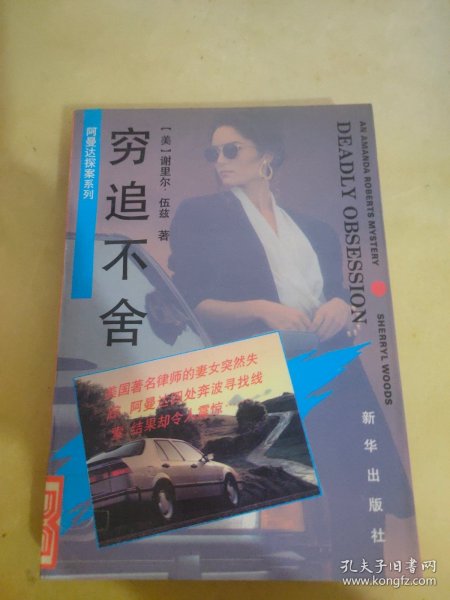 阿曼达探案系列
穷追不舍
【美】谢里尔·伍兹 著
AN AMANDA ROBERTS MYSTERY
DEADLY OBSESSION
SHERRYL WOODS
美国著名律师的妻女突然失
踪,阿曼达四处奔波寻找线
索,结果却令人震惊
新华出版社
孔夫子旧书网
www.kongfz.com